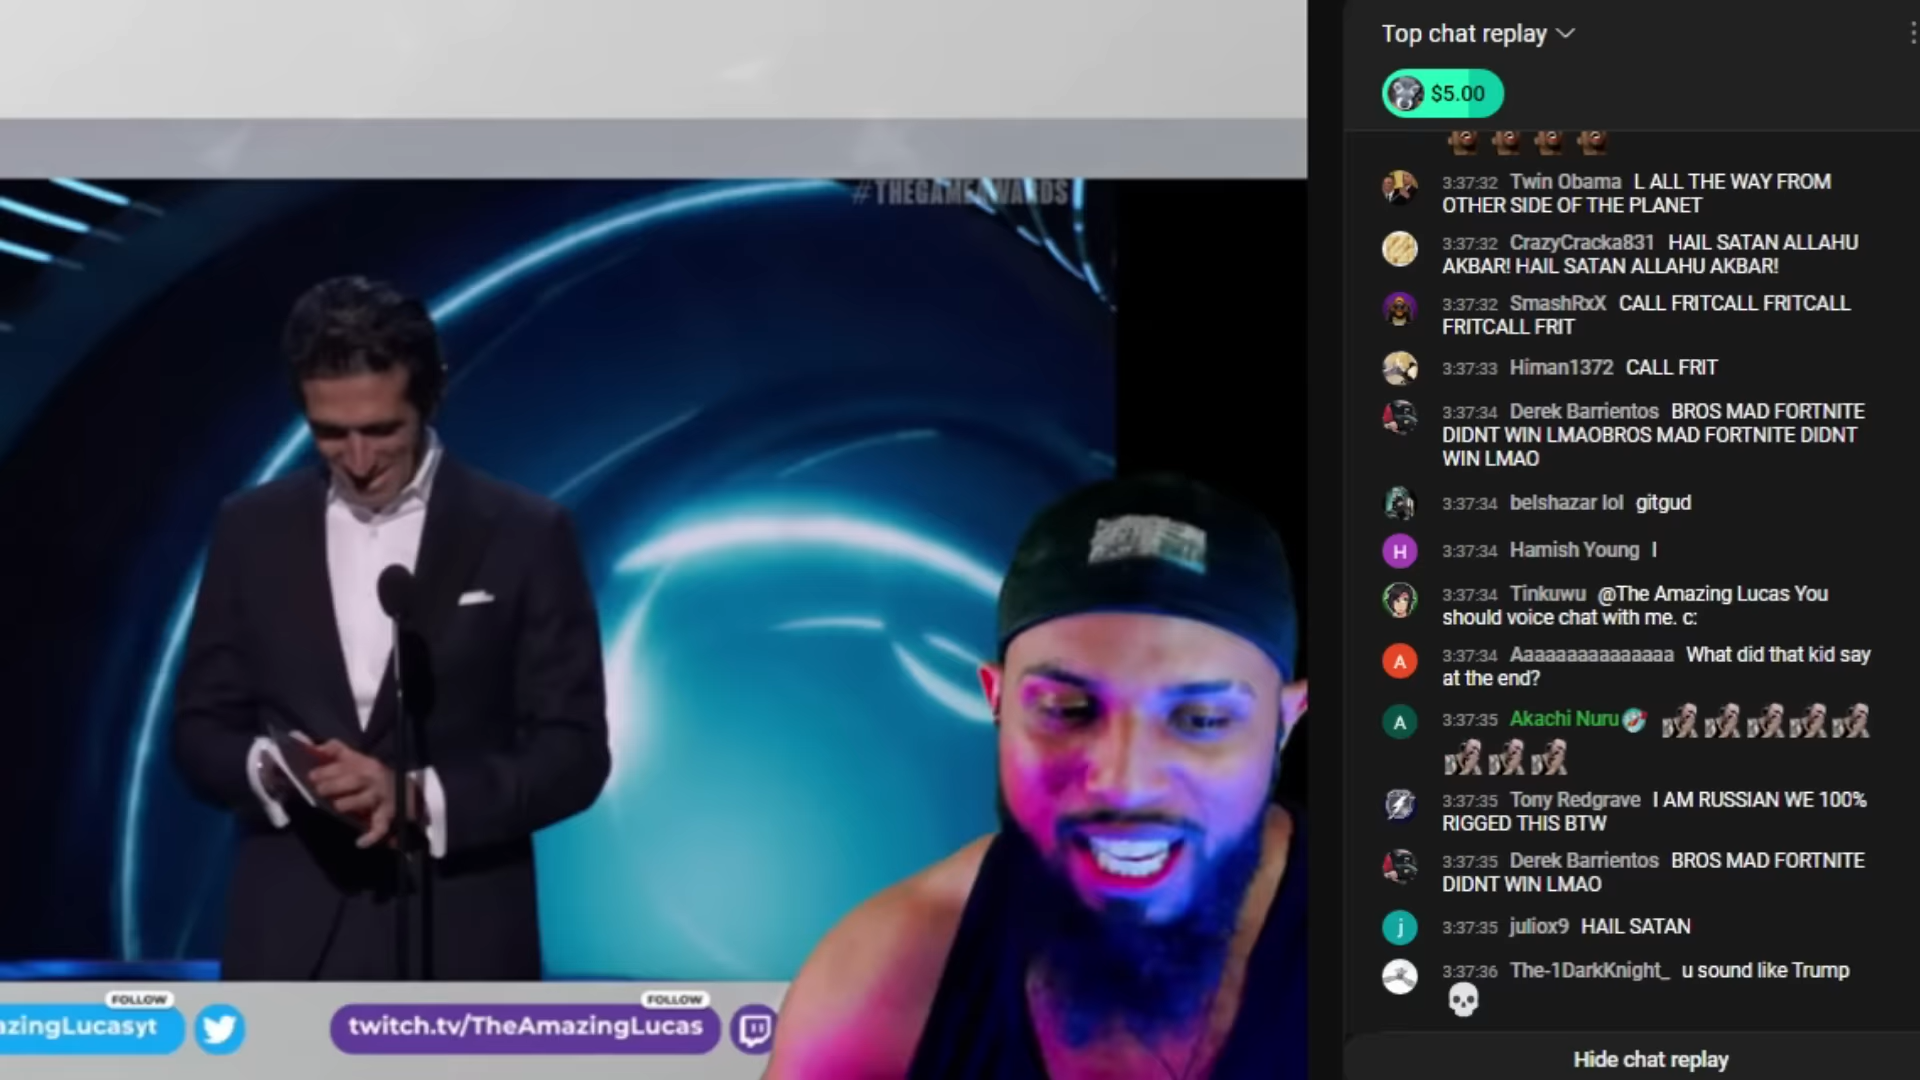 #THEGAMEAWARDS
FOLLOW
azingLucasyt
FOLLOW
twitch.tv/TheAmazingLucas
Top chat replay
$5.00
3:37:32 Twin Obama L ALL THE WAY FROM
OTHER SIDE OF THE PLANET
3:37:32 CrazyCracka831 HAIL SATAN ALLAHU
AKBAR! HAIL SATAN ALLAHU AKBAR!
3:37:32 SmashRxX CALL FRITCALL FRITCALL
FRITCALL FRIT
3:37:33 Himan1372 CALL FRIT
3:37:34 Derek Barrientos BROS MAD FORTNITE
DIDNT WIN LMAOBROS MAD FORTNITE DIDNT
WIN LMAO
3:37:34 belshazar lol gitgud
H
3:37:34 Hamish Young l
3:37:34 Tinkuwu @The Amazing Lucas You
should voice chat with me. c:
A
3:37:34 Aaaaaaaaaaaaaaa What did that kid say
at the end?
A
3:37:35 Akachi Nuru
3:37:35 Tony Redgrave I AM RUSSIAN WE 100%
RIGGED THIS BTW
3:37:35 Derek Barrientos BROS MAD FORTNITE
DIDNT WIN LMAO
j
3:37:35 juliox9 HAIL SATAN
3:37:36 The-1DarkKnight_ u sound like Trump
Hide chat replay